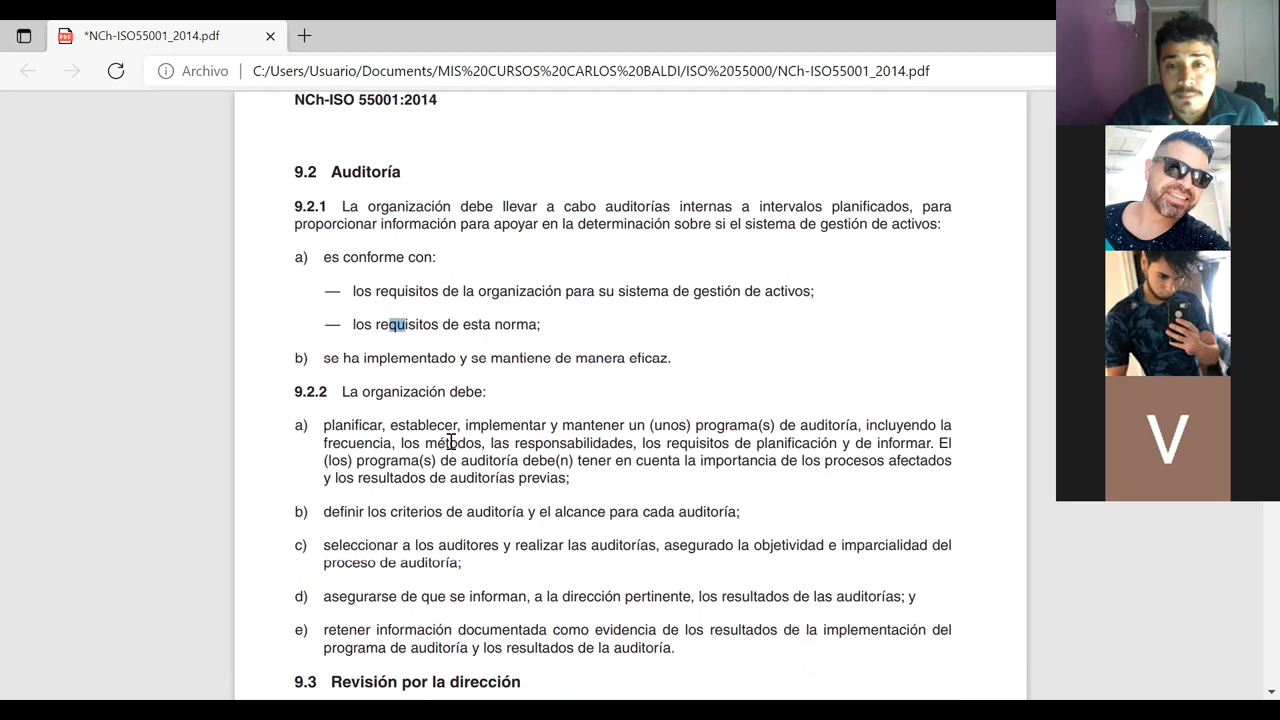 *NCh-ISO55001_2014.pdf
Archivo
C:/Users/Usuario/Documents/MIS%20CURSOS%20CARLOS%20BALDI/ISO%2055000/NCh-ISO55001_2014.pdf
NCh-ISO 55001:2014
9.2 Auditoría
9.2.1 La organización debe llevar a cabo auditorías internas a intervalos planificados, para
proporcionar información para apoyar en la determinación sobre si el sistema de gestión de activos:
a) es conforme con:
— los requisitos de la organización para su sistema de gestión de activos;
— los requisitos de esta norma;
b) se ha implementado y se mantiene de manera eficaz.
9.2.2 La organización debe:
a) planificar, establecer, implementar y mantener un (unos) programa(s) de auditoría, incluyendo la
frecuencia, los métodos, las responsabilidades, los requisitos de planificación y de informar. El
(los) programa(s) de auditoría debe(n) tener en cuenta la importancia de los procesos afectados
y los resultados de auditorías previas;
b) definir los criterios de auditoría y el alcance para cada auditoría;
c) seleccionar a los auditores y realizar las auditorías, asegurado la objetividad e imparcialidad del
proceso de auditoría;
d) asegurarse de que se informan, a la dirección pertinente, los resultados de las auditorías; y
e) retener información documentada como evidencia de los resultados de la implementación del
programa de auditoría y los resultados de la auditoría.
9.3 Revisión por la dirección
V